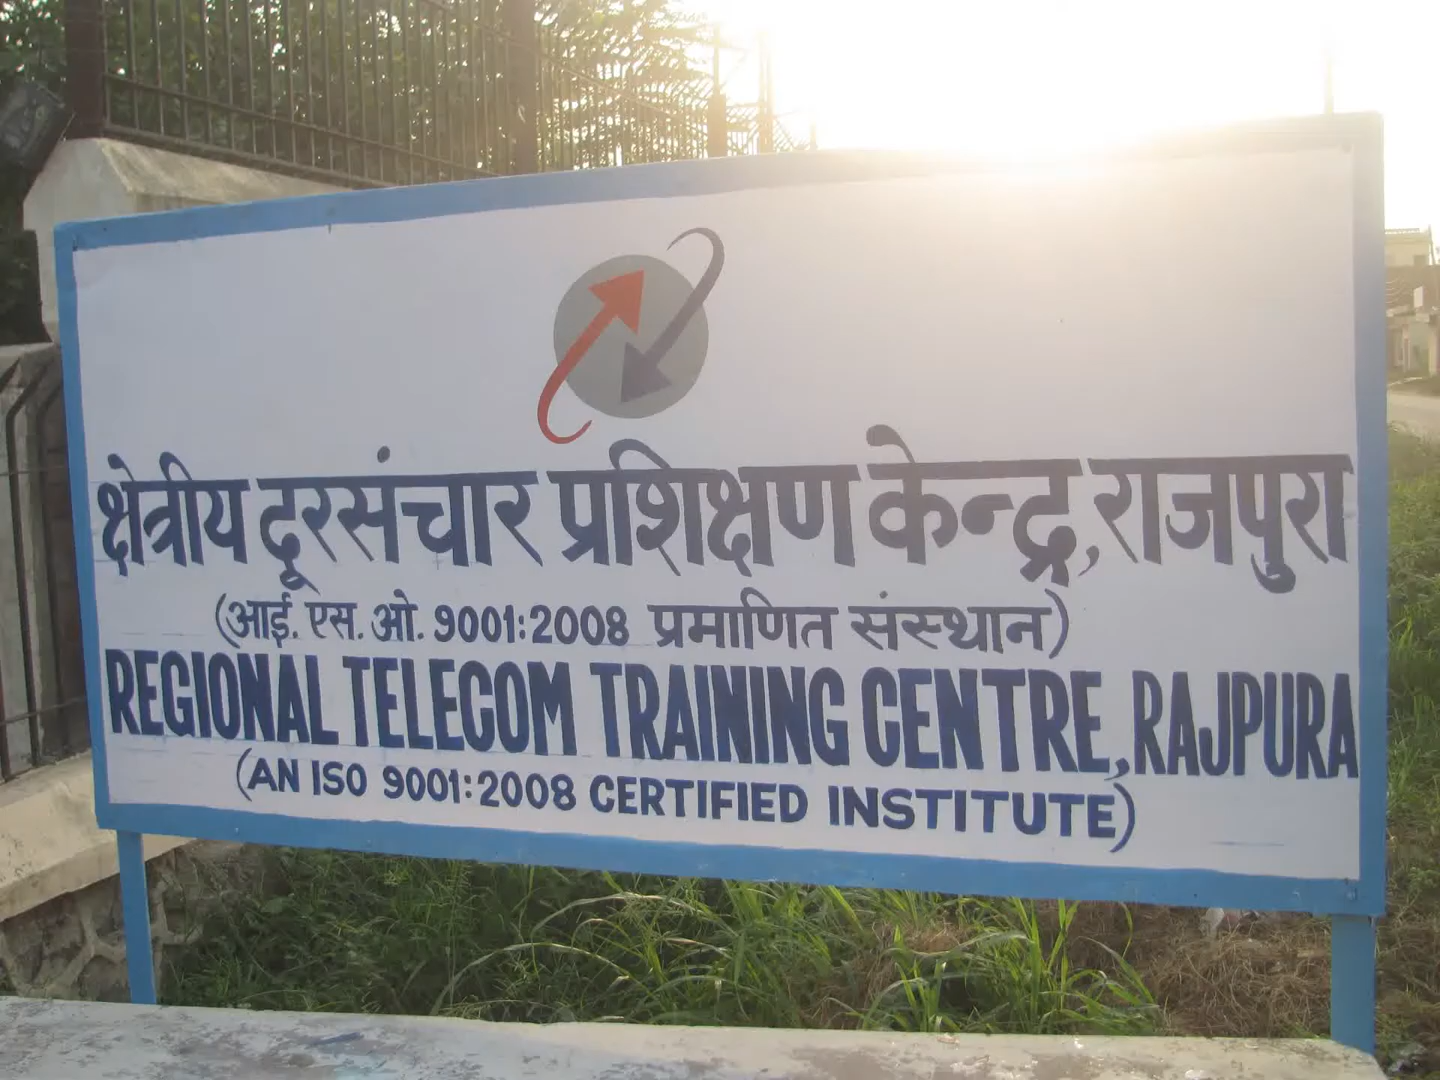 क्षेत्रीय दूरसंचार प्रशिक्षण केन्द्र, राजपुरा
(आई. एस. ओ. 9001:2008 प्रमाणित संस्थान)
REGIONAL TELECOM TRAINING CENTRE, RAJPURA
(AN ISO 9001:2008 CERTIFIED INSTITUTE)